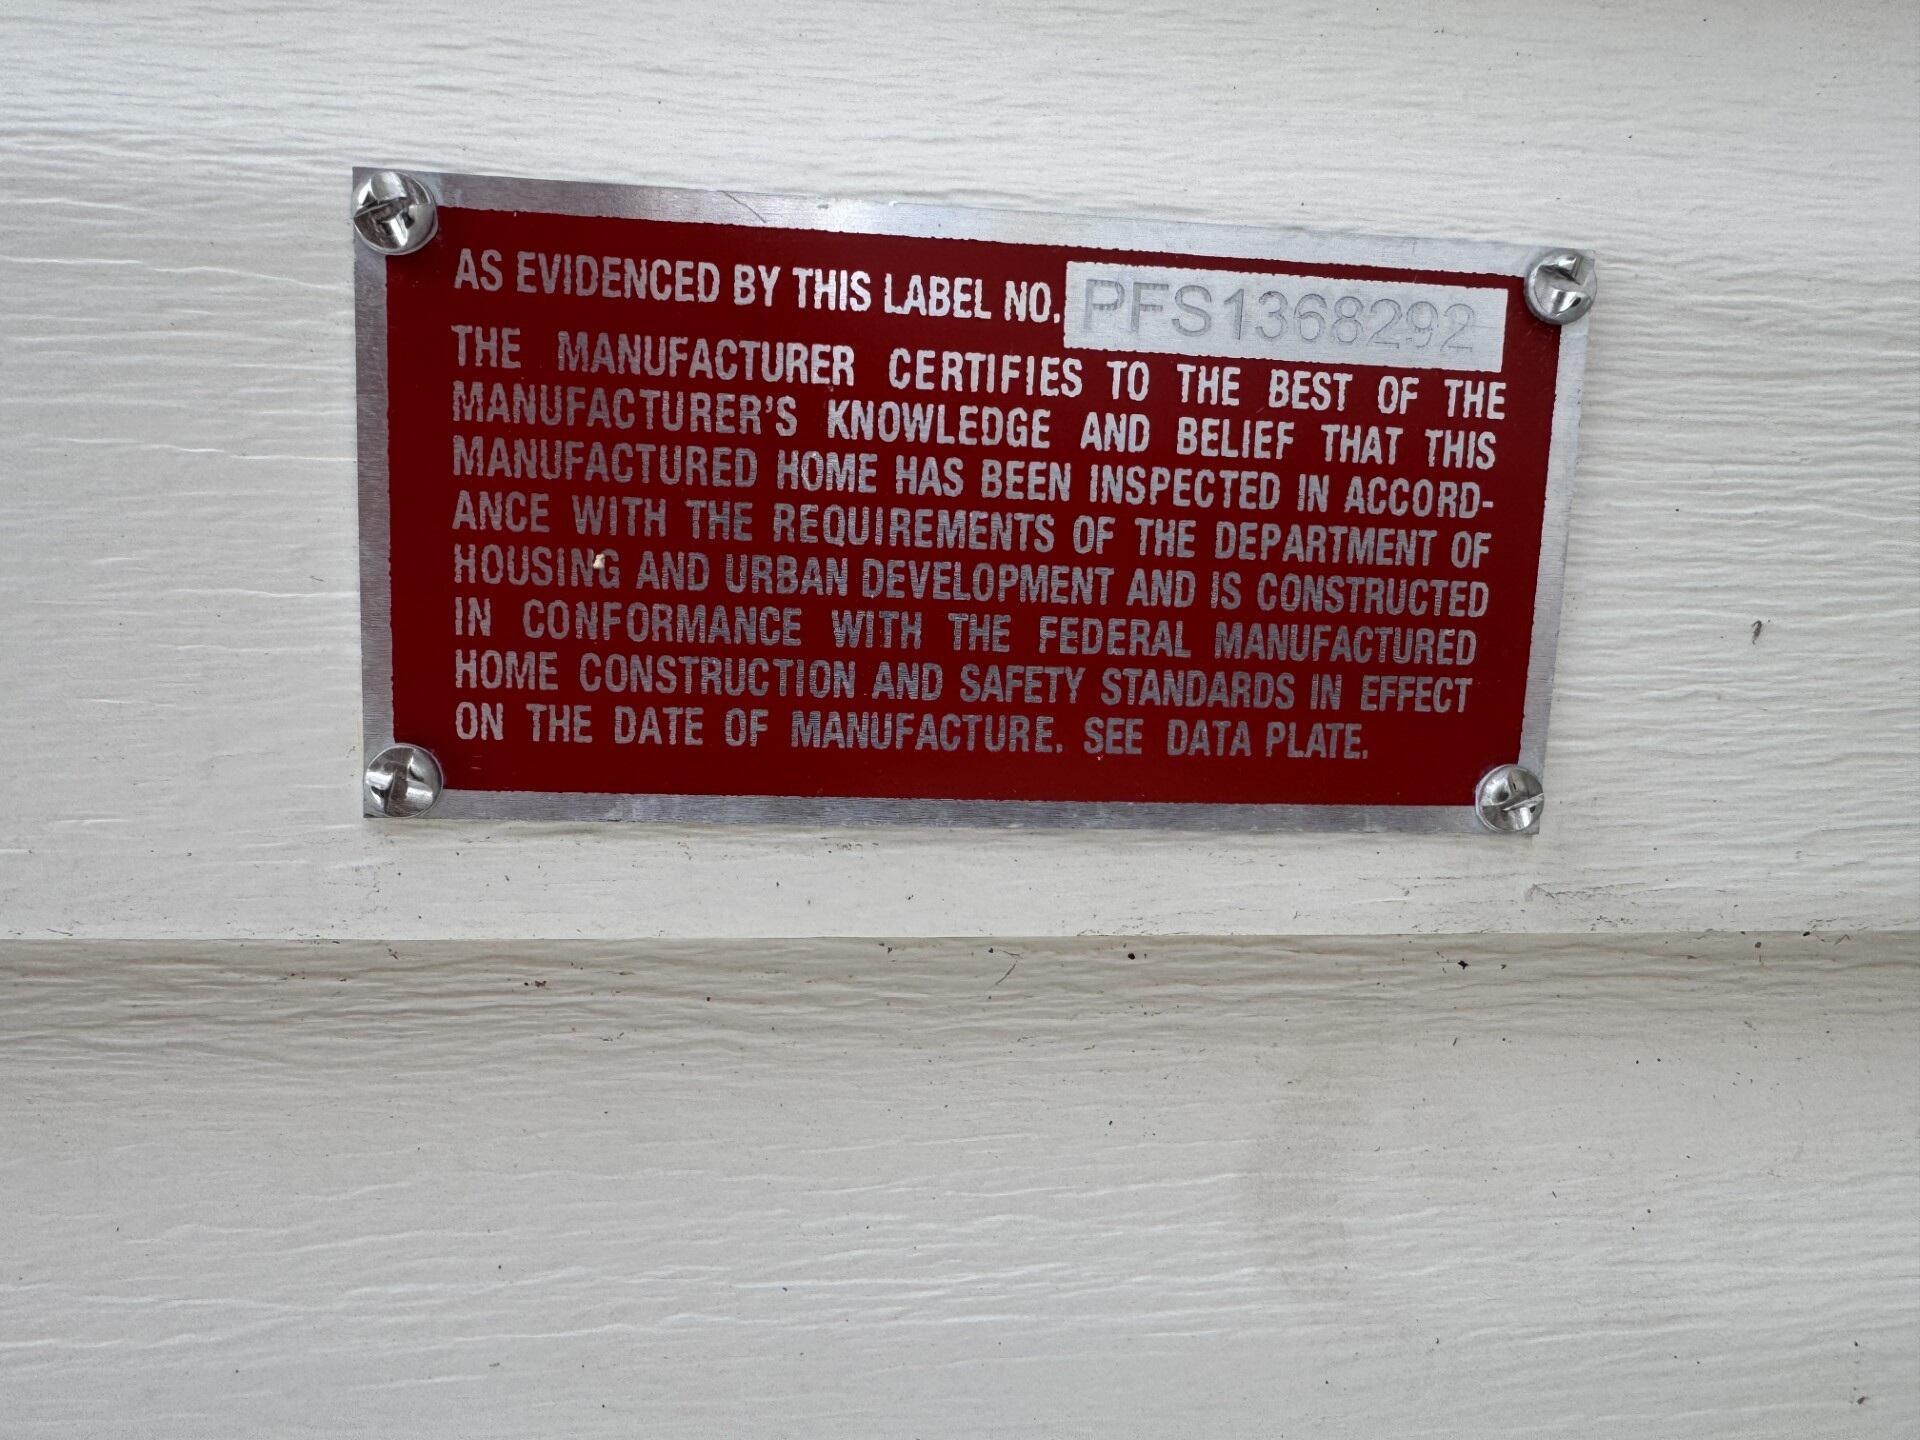 AS EVIDENCED BY THIS LABEL NO. PFS1368292
THE MANUFACTURER CERTIFIES TO THE BEST OF THE
MANUFACTURER'S KNOWLEDGE AND BELIEF THAT THIS
MANUFACTURED HOME HAS BEEN INSPECTED IN ACCORD-
ANCE WITH THE REQUIREMENTS OF THE DEPARTMENT OF
HOUSING AND URBAN DEVELOPMENT AND IS CONSTRUCTED
IN CONFORMANCE WITH THE FEDERAL MANUFACTURED
HOME CONSTRUCTION AND SAFETY STANDARDS IN EFFECT
ON THE DATE OF MANUFACTURE. SEE DATA PLATE.